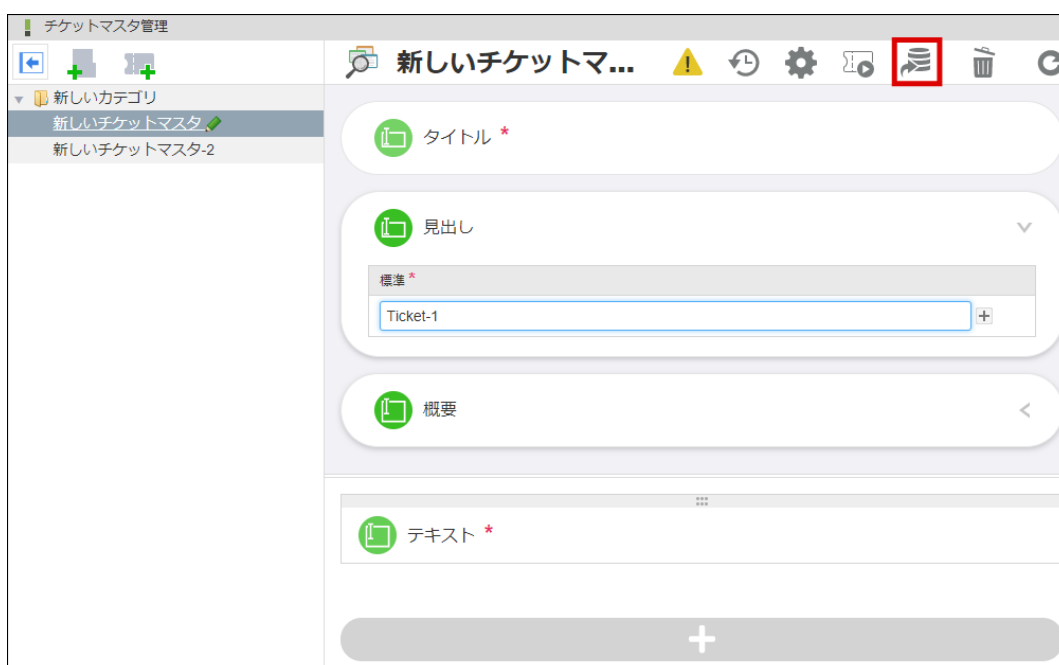 チケットマスタ管理
新しいチケットマ...
新しいカテゴリ
新しいチケットマスタ
新しいチケットマスタ-2
タイトル *
見出し
標準 *
Ticket-1
概要
テキスト *